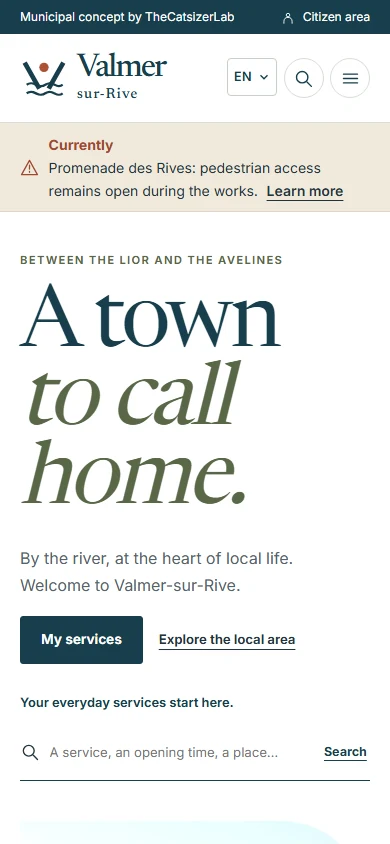 Municipal concept by TheCatsizerLab
Citizen area
Valmer
sur-Rive
EN
Currently
Promenade des Rives: pedestrian access
remains open during the works. Learn more
BETWEEN THE LIOR AND THE AVELINES
A town
to call
home.
By the river, at the heart of local life.
Welcome to Valmer-sur-Rive.
My services
Explore the local area
Your everyday services start here.
A service, an opening time, a place...
Search